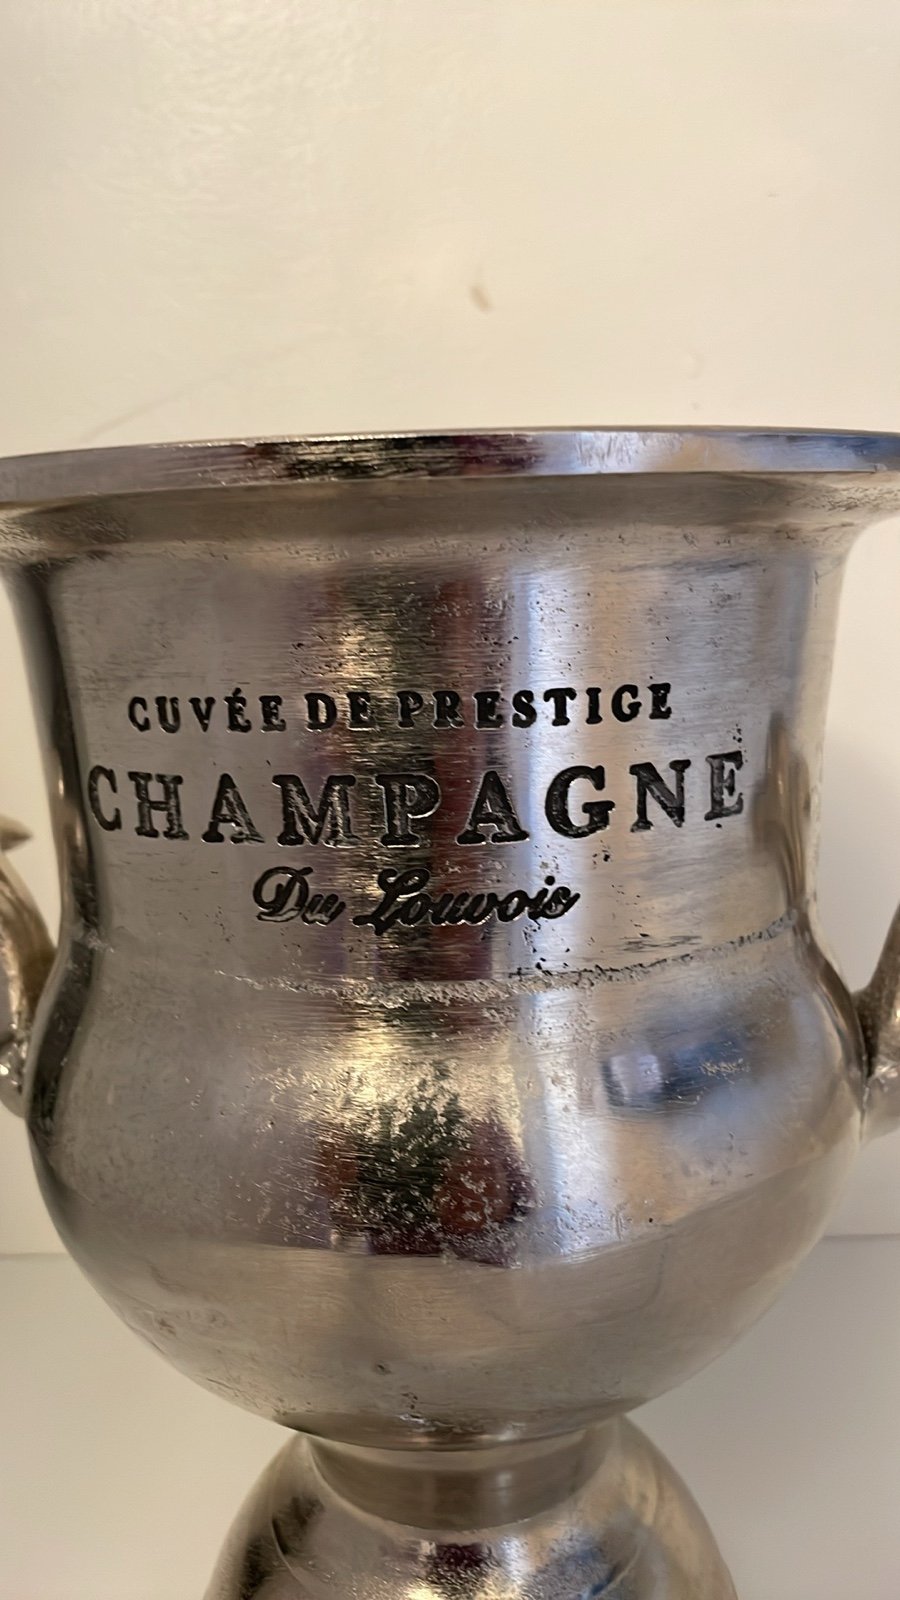 CUVÉE DE PRESTIGE
CHAMPAGNE
Du Louvois